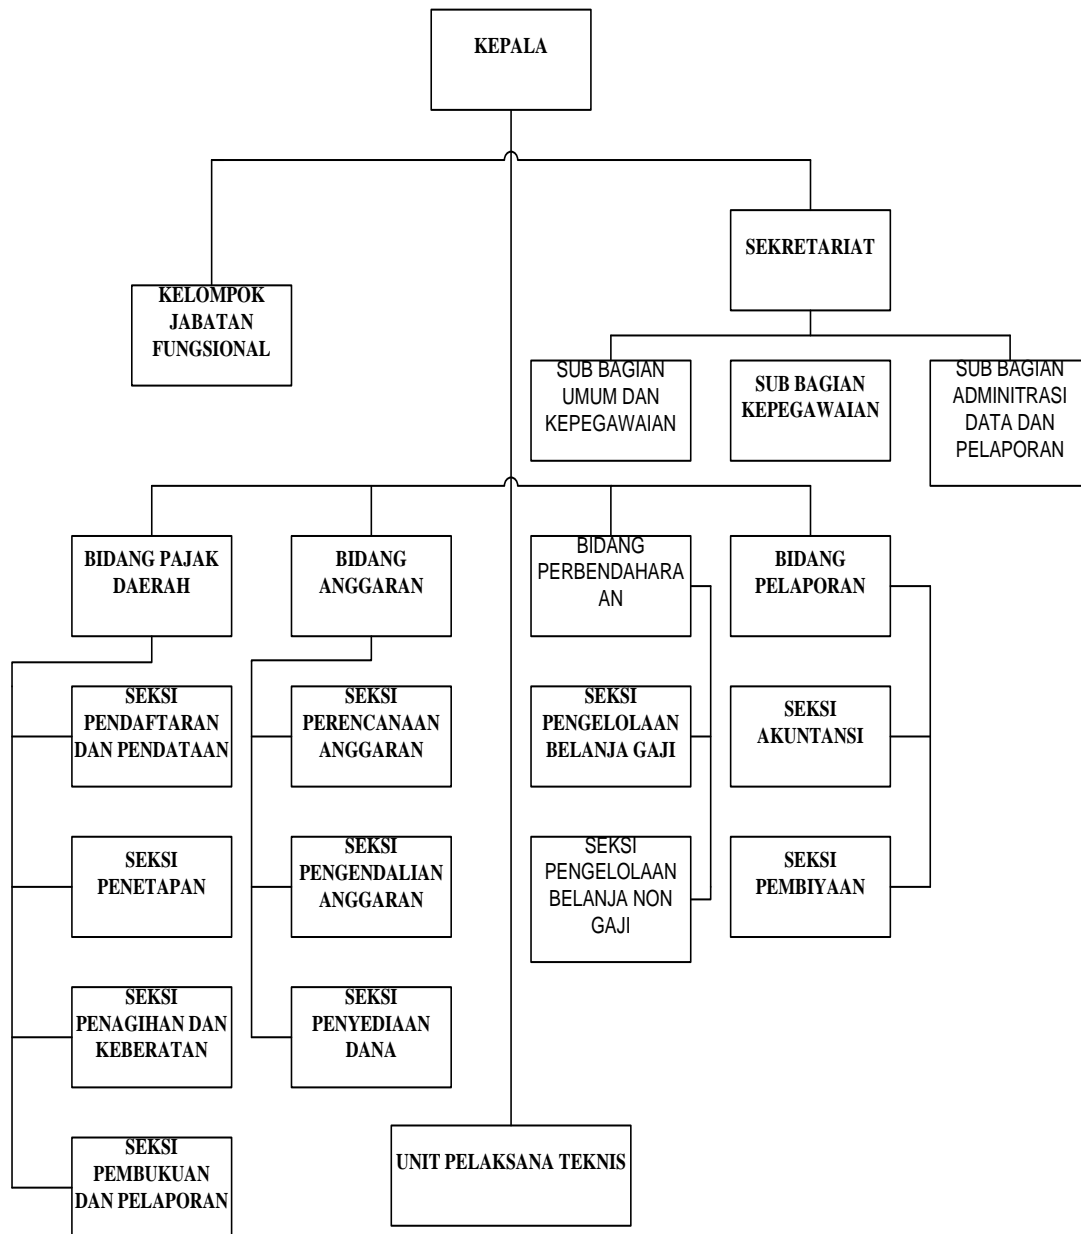 KEPALA
SEKRETARIAT
KELOMPOK
JABATAN
FUNGSIONAL
SUB BAGIAN
UMUM DAN
KEPEGAWAIAN
SUB BAGIAN
KEPEGAWAIAN
SUB BAGIAN
ADMINITRASI
DATA DAN
PELAPORAN
BIDANG PAJAK
DAERAH
BIDANG
ANGGARAN
BIDANG
PERBENDAHARA
AN
BIDANG
PELAPORAN
SEKSI
PENDAFTARAN
DAN PENDATAAN
SEKSI
PERENCANAAN
ANGGARAN
SEKSI
PENGELOLAAN
BELANJA GAJI
SEKSI
AKUNTANSI
SEKSI
PENETAPAN
SEKSI
PENGENDALIAN
ANGGARAN
SEKSI
PENGELOLAAN
BELANJA NON
GAJI
SEKSI
PEMBIYAAN
SEKSI
PENAGIHAN DAN
KEBERATAN
SEKSI
PENYEDIAAN
DANA
SEKSI
PEMBUKUAN
DAN PELAPORAN
UNIT PELAKSANA TEKNIS